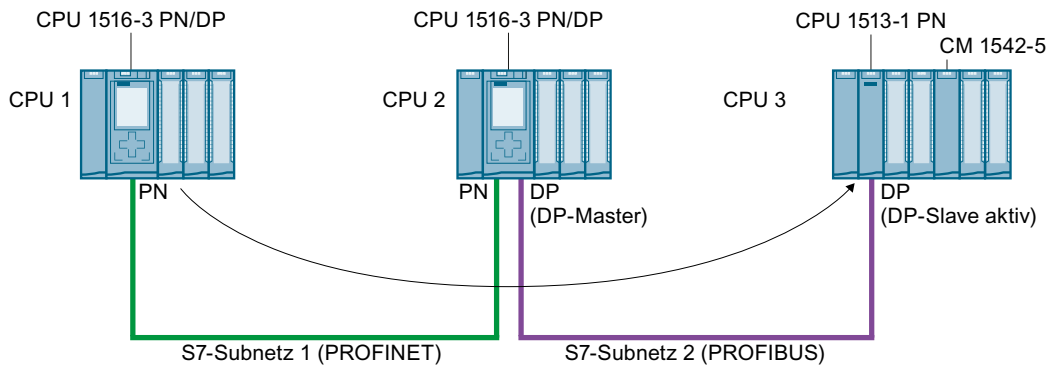 CPU 1516-3 PN/DP
CPU 1516-3 PN/DP
CPU 1513-1 PN
CM 1542-5
CPU 1
CPU 2
CPU 3
PN
PN
DP
(DP-Master)
DP
(DP-Slave aktiv)
S7-Subnetz 1 (PROFINET)
S7-Subnetz 2 (PROFIBUS)